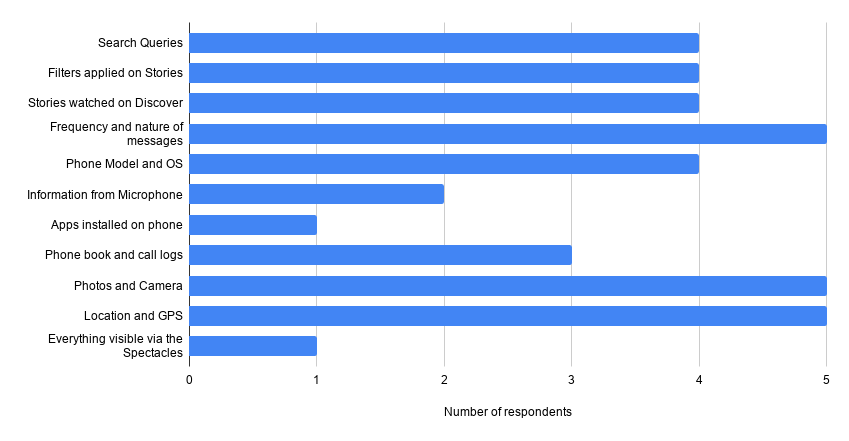 Search Queries
Filters applied on Stories
Stories watched on Discover
Frequency and nature of
messages
Phone Model and OS
Information from Microphone
Apps installed on phone
Phone book and call logs
Photos and Camera
Location and GPS
Everything visible via the
Spectacles
0 1 2 3 4 5
Number of respondents